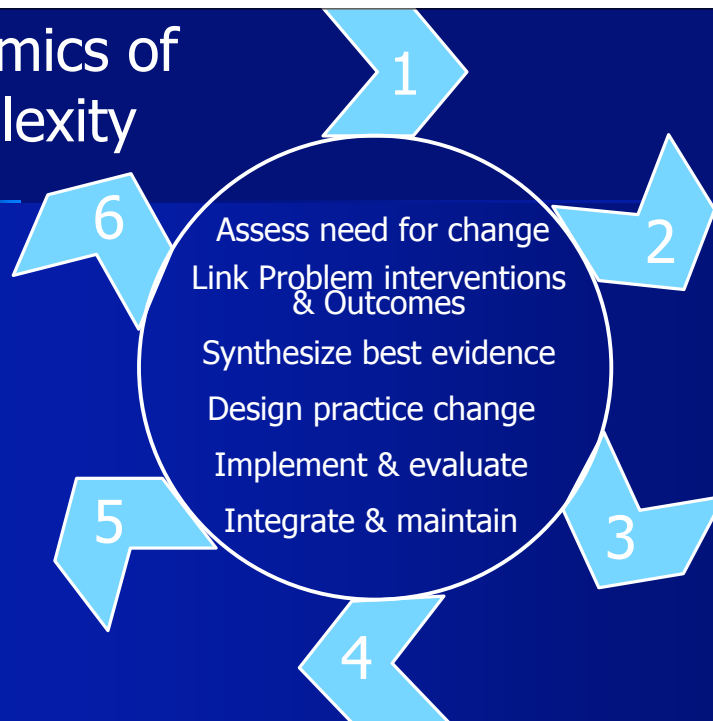 mics of
lexity
1
2
3
4
5
6
Assess need for change
Link Problem interventions
& Outcomes
Synthesize best evidence
Design practice change
Implement & evaluate
Integrate & maintain